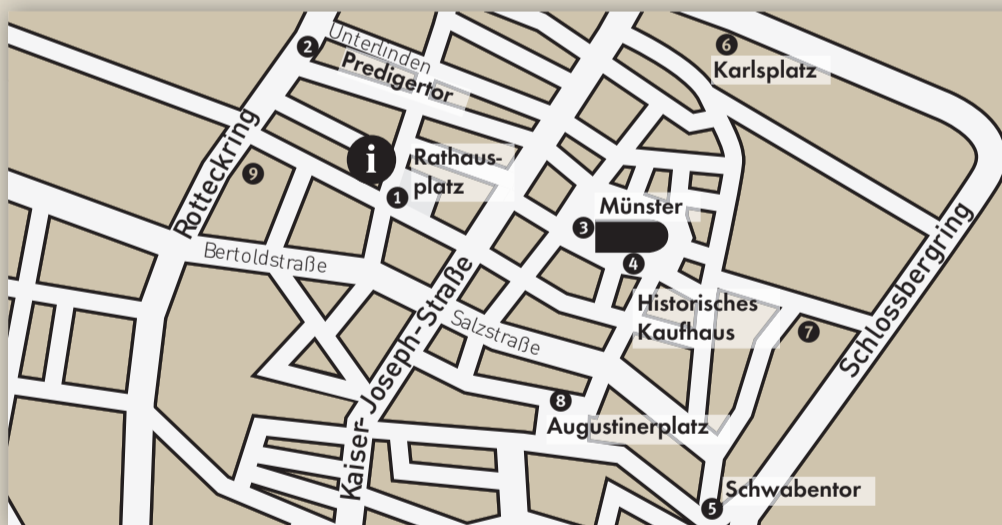 2
Unterlinden
Predigertor
6
Karlsplatz
Rotteckring
9
i
Rathaus-
platz
1
Münster
3
4
Bertoldstraße
Kaiser-Joseph-Straße
Salzstraße
Historisches
Kaufhaus
7
Schlossbergring
8
Augustinerplatz
Schwabentor
5